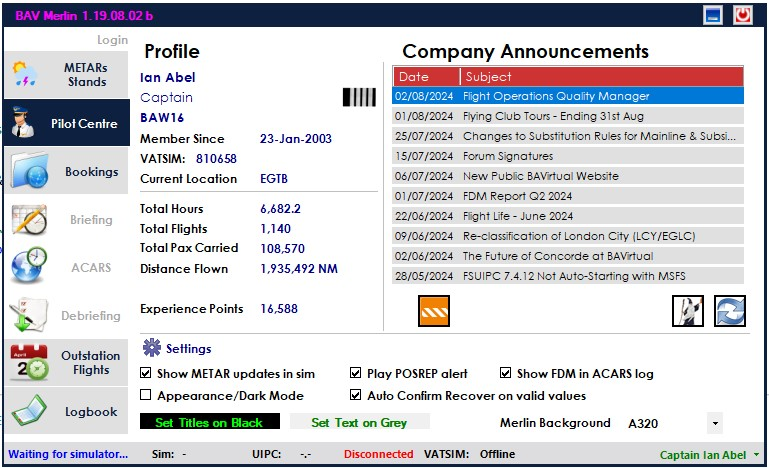 BAV Merlin 1.19.08.02 b
Login
METARs
Stands
Pilot Centre
Bookings
Briefing
ACARS
Debriefing
April
2
Outstation
Flights
Logbook
Profile
Ian Abel
Captain
BAW16
Member Since 23-Jan-2003
VATSIM: 810658
Current Location EGTB
Total Hours 6,682.2
Total Flights 1,140
Total Pax Carried 108,570
Distance Flown 1,935,492 NM
Experience Points 16,588
Company Announcements
Date Subject
02/08/2024 Flight Operations Quality Manager
01/08/2024 Flying Club Tours - Ending 31st Aug
25/07/2024 Changes to Substitution Rules for Mainline & Subsi...
15/07/2024 Forum Signatures
06/07/2024 New Public BAVirtual Website
01/07/2024 FDM Report Q2 2024
22/06/2024 Flight Life - June 2024
09/06/2024 Re-classification of London City (LCY/EGLC)
02/06/2024 The Future of Concorde at BAVirtual
28/05/2024 FSUIPC 7.4.12 Not Auto-Starting with MSFS
Settings
Show METAR updates in sim Play POSREP alert Show FDM in ACARS log
Appearance/Dark Mode Auto Confirm Recover on valid values
Set Titles on Black Set Text on Grey Merlin Background A320
Waiting for simulator... Sim: - UIPC: -.- Disconnected VATSIM: Offline Captain Ian Abel